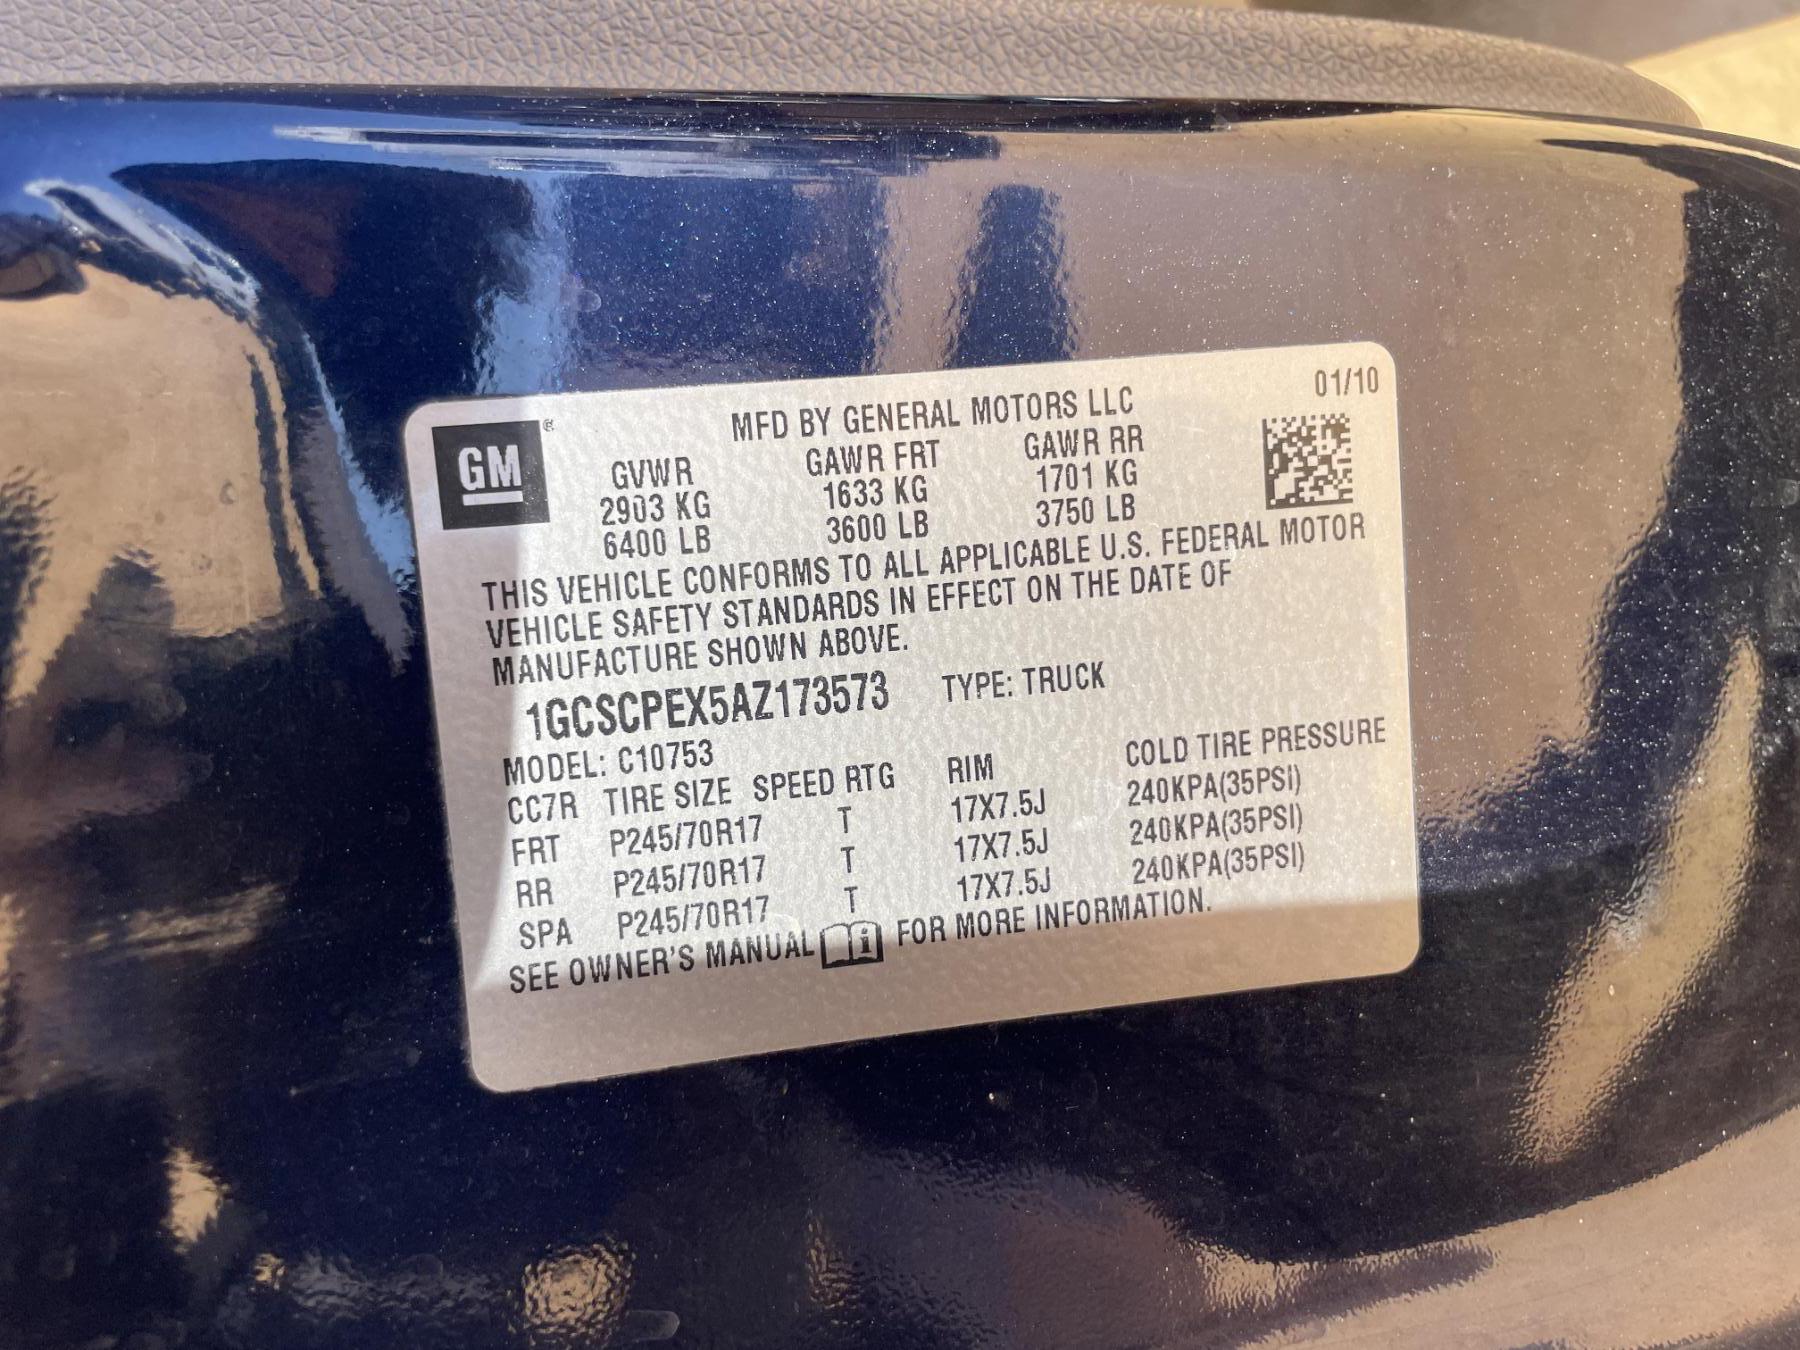 01/10
MFD BY GENERAL MOTORS LLC
GM®
GVWR GAWR FRT GAWR RR
2903 KG 1633 KG 1701 KG
6400 LB 3600 LB 3750 LB
THIS VEHICLE CONFORMS TO ALL APPLICABLE U.S. FEDERAL MOTOR
VEHICLE SAFETY STANDARDS IN EFFECT ON THE DATE OF
MANUFACTURE SHOWN ABOVE.
1GCSCPEX5AZ173573 TYPE: TRUCK
MODEL: C10753
CC7R TIRE SIZE SPEED RTG RIM COLD TIRE PRESSURE
FRT P245/70R17 T 17X7.5J 240KPA(35PSI)
RR P245/70R17 T 17X7.5J 240KPA(35PSI)
SPA P245/70R17 T 17X7.5J 240KPA(35PSI)
SEE OWNER'S MANUAL FOR MORE INFORMATION.